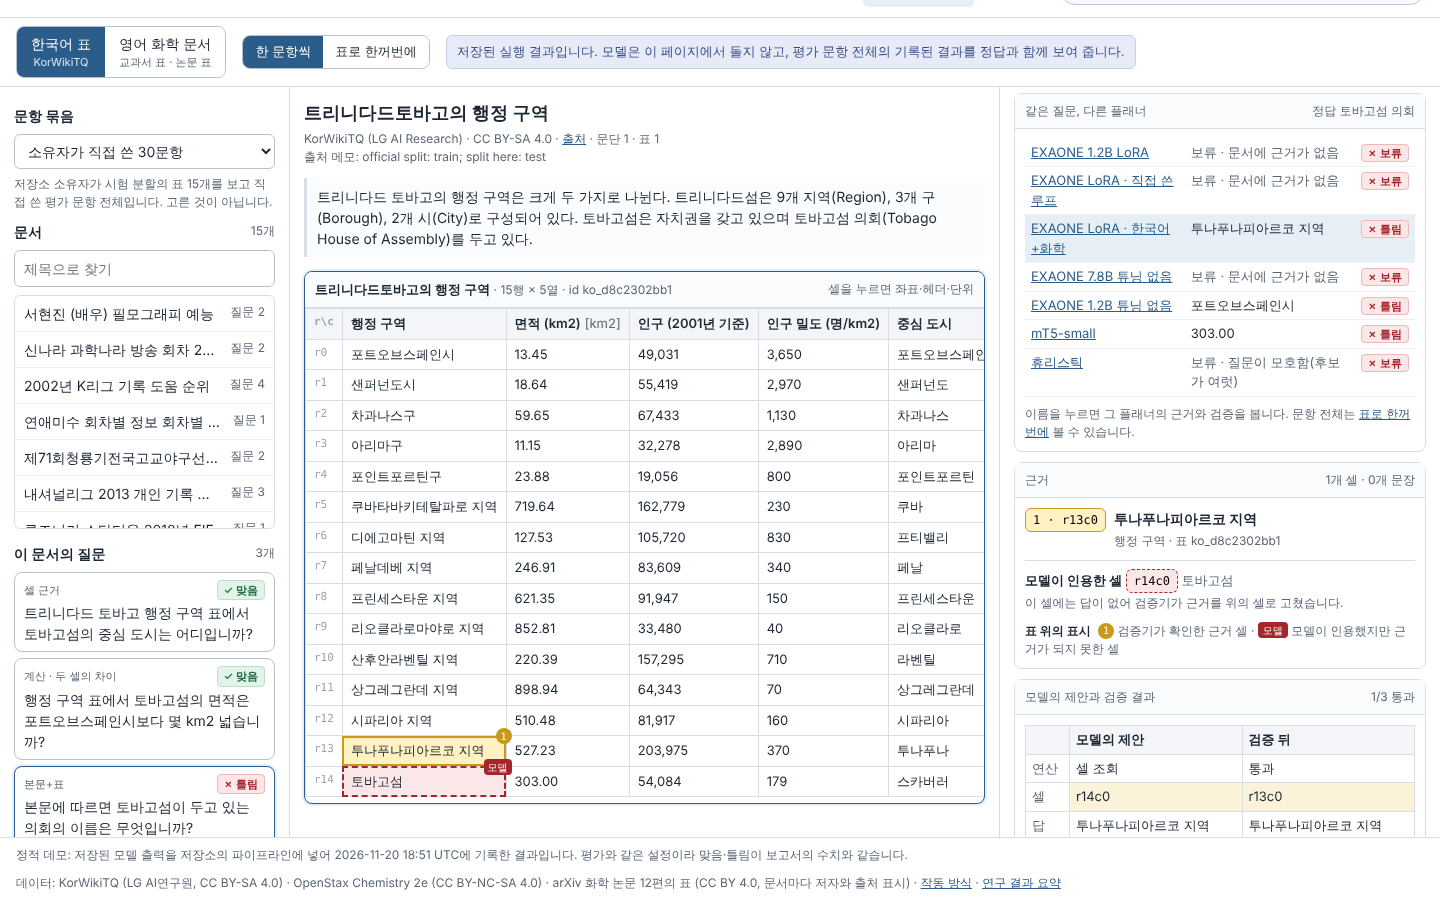 한국어 표
KorWikiTQ
영어 화학 문서
교과서 표 · 논문 표
한 문항씩
표로 한꺼번에
저장된 실행 결과입니다. 모델은 이 페이지에서 돌지 않고, 평가 문항 전체의 기록된 결과를 정답과 함께 보여 줍니다.
문항 묶음
소유자가 직접 쓴 30문항
저장소 소유자가 시험 분할의 표 15개를 보고 직
접 쓴 평가 문항 전체입니다. 고른 것이 아닙니다.
문서 15개
제목으로 찾기
서현진 (배우) 필모그래피 예능 질문 2
신나라 과학나라 방송 회차 2... 질문 2
2002년 K리그 기록 도움 순위 질문 4
연애미수 회차별 정보 회차별 ... 질문 1
제71회청룡기전국고교야구선... 질문 2
내셔널리그 2013 개인 기록 ... 질문 3
질문 1
이 문서의 질문 3개
셀 근거 ✓ 맞음
트리니다드 토바고 행정 구역 표에서
토바고섬의 중심 도시는 어디입니까?
계산 · 두 셀의 차이 ✓ 맞음
행정 구역 표에서 토바고섬의 면적은
포트오브스페인시보다 몇 km2 넓습니
까?
본문+표 × 틀림
본문에 따르면 토바고섬이 두고 있는
의회의 이름은 무엇입니까?
트리니다드토바고의 행정 구역
KorWikiTQ (LG AI Research) · CC BY-SA 4.0 · 출처 · 문단 1 · 표 1
출처 메모: official split: train; split here: test
트리니다드 토바고의 행정 구역은 크게 두 가지로 나뉜다. 트리니다드섬은 9개 지역(Region), 3개 구
(Borough), 2개 시(City)로 구성되어 있다. 토바고섬은 자치권을 갖고 있으며 토바고섬 의회(Tobago
House of Assembly)를 두고 있다.
트리니다드토바고의 행정 구역 · 15행 × 5열 · id ko_d8c2302bb1 셀을 누르면 좌표·헤더·단위
r\c 행정 구역 면적 (km2) [km2] 인구 (2001년 기준) 인구 밀도 (명/km2) 중심 도시
r0 포트오브스페인시 13.45 49,031 3,650 포트오브스페인
r1 샌퍼넌도시 18.64 55,419 2,970 샌퍼넌도
r2 차과나스구 59.65 67,433 1,130 차과나스
r3 아리마구 11.15 32,278 2,890 아리마
r4 포인트포르틴구 23.88 19,056 800 포인트포르틴
r5 쿠바타바키테탈파로 지역 719.64 162,779 230 쿠바
r6 디에고마틴 지역 127.53 105,720 830 프티밸리
r7 페날데베 지역 246.91 83,609 340 페날
r8 프린세스타운 지역 621.35 91,947 150 프린세스타운
r9 리오클라로마야로 지역 852.81 33,480 40 리오클라로
r10 산후안라벤틸 지역 220.39 157,295 710 라벤틸
r11 상그레그란데 지역 898.94 64,343 70 상그레그란데
r12 시파리아 지역 510.48 81,917 160 시파리아
r13 투나푸나피아르코 지역 1 527.23 203,975 370 투나푸나
r14 토바고섬 모델 303.00 54,084 179 스카버러
같은 질문, 다른 플래너 정답 토바고섬 의회
EXAONE 1.2B LoRA 보류 · 문서에 근거가 없음 × 보류
EXAONE LoRA · 직접 쓴
루프 보류 · 문서에 근거가 없음 × 보류
EXAONE LoRA · 한국어
+화학 투나푸나피아르코 지역 × 틀림
EXAONE 7.8B 튜닝 없음 보류 · 문서에 근거가 없음 × 보류
EXAONE 1.2B 튜닝 없음 포트오브스페인시 × 틀림
mT5-small 303.00 × 틀림
휴리스틱 보류 · 질문이 모호함(후보
가 여럿) × 보류
이름을 누르면 그 플래너의 근거와 검증을 봅니다. 문항 전체는 표로 한꺼
번에 볼 수 있습니다.
근거 1개 셀 · 0개 문장
1 · r13c0 투나푸나피아르코 지역
행정 구역 · 표 ko_d8c2302bb1
모델이 인용한 셀 r14c0 토바고섬
이 셀에는 답이 없어 검증기가 근거를 위의 셀로 고쳤습니다.
표 위의 표시 1 검증기가 확인한 근거 셀 · 모델 모델이 인용했지만 근
거가 되지 못한 셀
모델의 제안과 검증 결과 1/3 통과
모델의 제안 검증 뒤
연산 셀 조회 통과
셀 r14c0 r13c0
답 투나푸나피아르코 지역 투나푸나피아르코 지역
정적 데모: 저장된 모델 출력을 저장소의 파이프라인에 넣어 2026-11-20 18:51 UTC에 기록한 결과입니다. 평가와 같은 설정이라 맞음·틀림이 보고서의 수치와 같습니다.
데이터: KorWikiTQ (LG AI연구원, CC BY-SA 4.0) · OpenStax Chemistry 2e (CC BY-NC-SA 4.0) · arXiv 화학 논문 12편의 표 (CC BY 4.0, 문서마다 저자와 출처 표시) · 작동 방식 · 연구 결과 요약